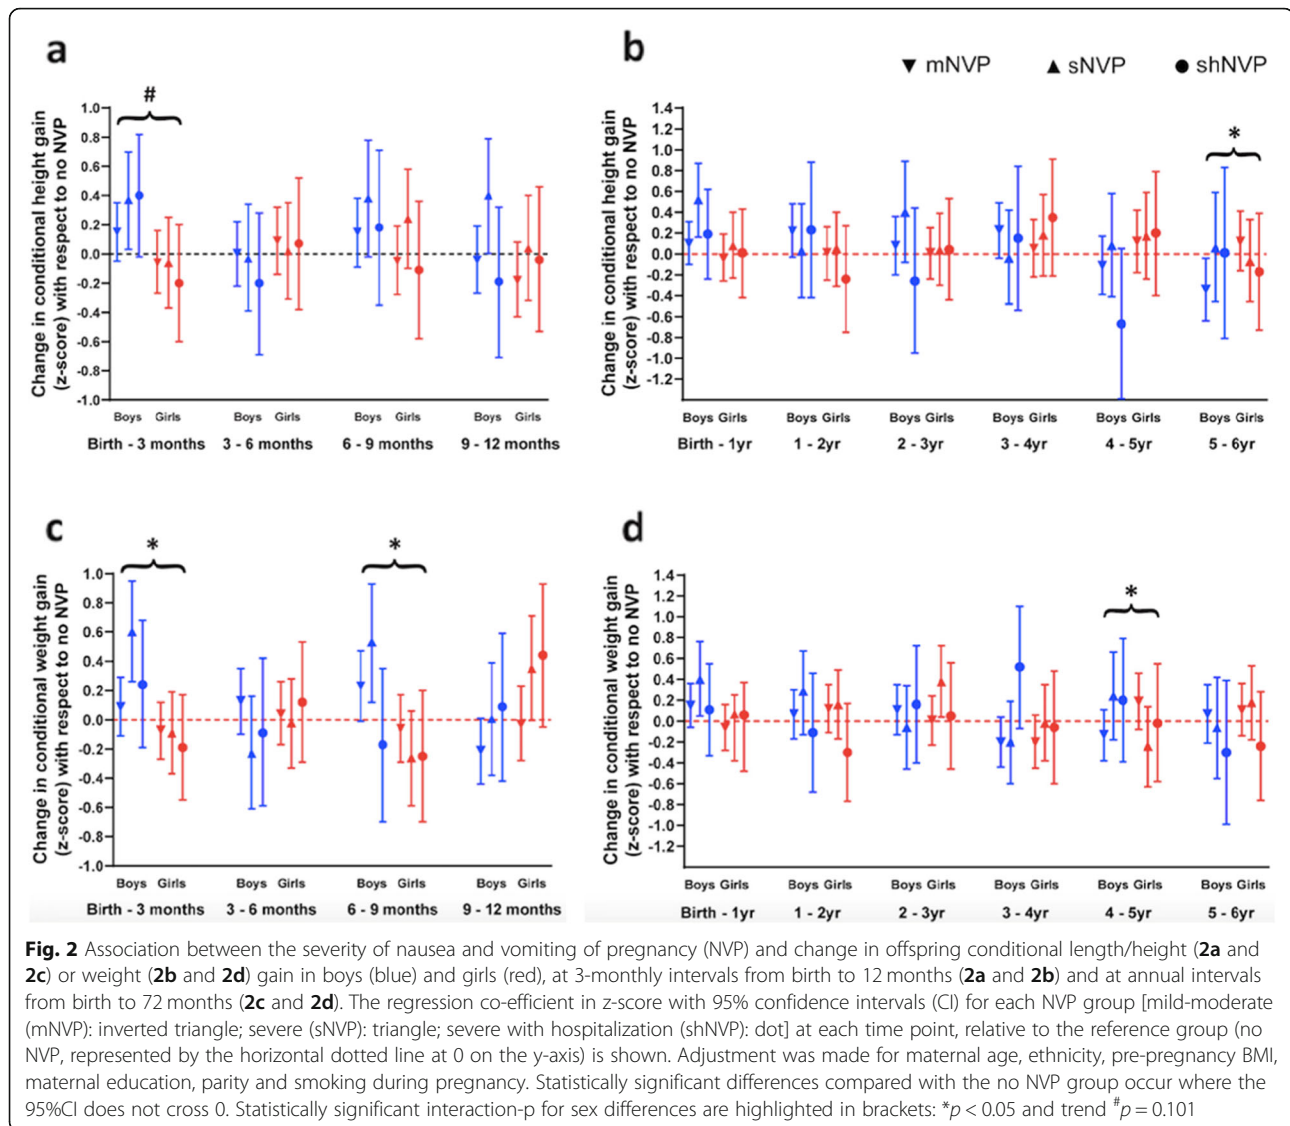 a
b
▼ mNVP ▲ sNVP ● shNVP
Change in conditional height gain
(z-score) with respect to no NVP
1.0
0.8
0.6
0.4
0.2
0.0
-0.2
-0.4
-0.6
-0.8
-1.0
#
Boys Girls Boys Girls Boys Girls Boys Girls
Birth - 3 months 3 - 6 months 6 - 9 months 9 - 12 months
Change in conditional height gain
(z-score) with respect to no NVP
1.4
1.2
1.0
0.8
0.6
0.4
0.2
0.0
-0.2
-0.4
-0.6
-0.8
-1.0
-1.2
*
Boys Girls Boys Girls Boys Girls Boys Girls Boys Girls Boys Girls
Birth - 1yr 1 - 2yr 2 - 3yr 3 - 4yr 4 - 5yr 5 - 6yr
c
d
Change in conditional weight gain
(z-score) with respect to no NVP
1.0
0.8
0.6
0.4
0.2
0.0
-0.2
-0.4
-0.6
-0.8
-1.0
* *
Boys Girls Boys Girls Boys Girls Boys Girls
Birth - 3 months 3 - 6 months 6 - 9 months 9 - 12 months
Change in conditional weight gain
(z-score) with respect to no NVP
1.4
1.2
1.0
0.8
0.6
0.4
0.2
0.0
-0.2
-0.4
-0.6
-0.8
-1.0
-1.2
*
Boys Girls Boys Girls Boys Girls Boys Girls Boys Girls Boys Girls
Birth - 1yr 1 - 2yr 2 - 3yr 3 - 4yr 4 - 5yr 5 - 6yr
Fig. 2 Association between the severity of nausea and vomiting of pregnancy (NVP) and change in offspring conditional length/height (2a and
2c) or weight (2b and 2d) gain in boys (blue) and girls (red), at 3-monthly intervals from birth to 12 months (2a and 2b) and at annual intervals
from birth to 72 months (2c and 2d). The regression co-efficient in z-score with 95% confidence intervals (CI) for each NVP group [mild-moderate
(mNVP): inverted triangle; severe (sNVP): triangle; severe with hospitalization (shNVP): dot] at each time point, relative to the reference group (no
NVP, represented by the horizontal dotted line at 0 on the y-axis) is shown. Adjustment was made for maternal age, ethnicity, pre-pregnancy BMI,
maternal education, parity and smoking during pregnancy. Statistically significant differences compared with the no NVP group occur where the
95%CI does not cross 0. Statistically significant interaction-p for sex differences are highlighted in brackets: *p < 0.05 and trend #p = 0.101